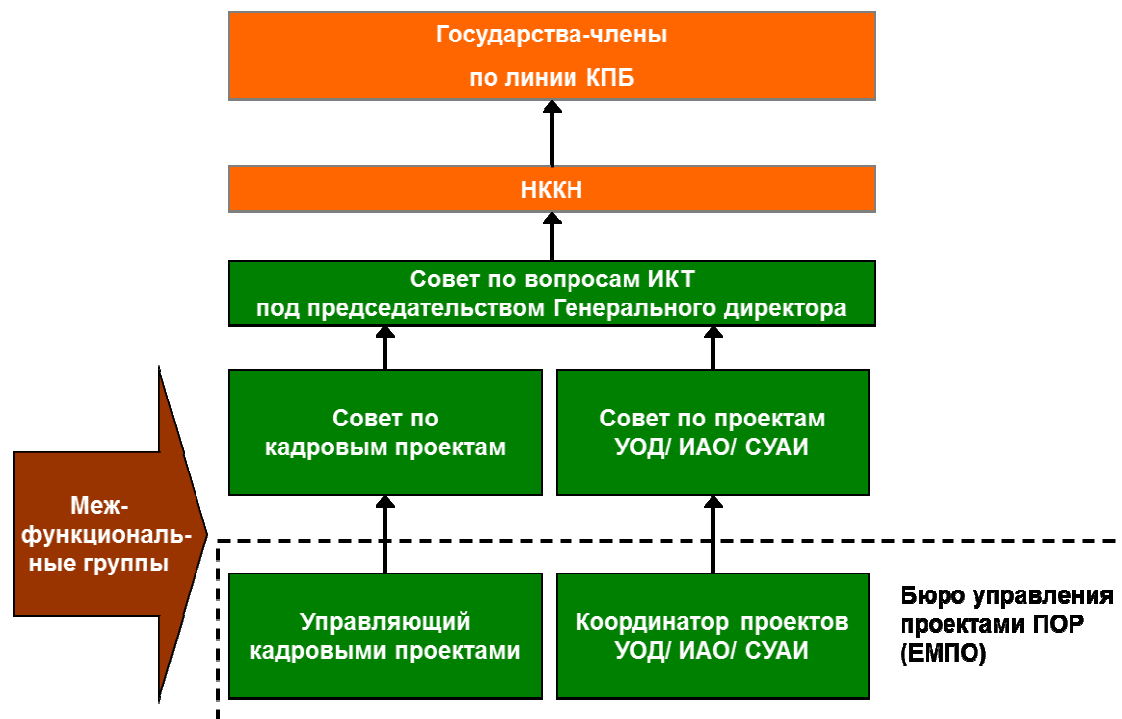 Государства-члены
по линии КПБ
НККН
Совет по вопросам ИКТ
под председательством Генерального директора
Совет по
кадровым проектам
Совет по проектам
УОД/ ИАО/ СУАИ
Меж-
функциональ-
ные группы
Управляющий
кадровыми проектами
Координатор проектов
УОД/ ИАО/ СУАИ
Бюро управления
проектами ПОР
(ЕМПО)